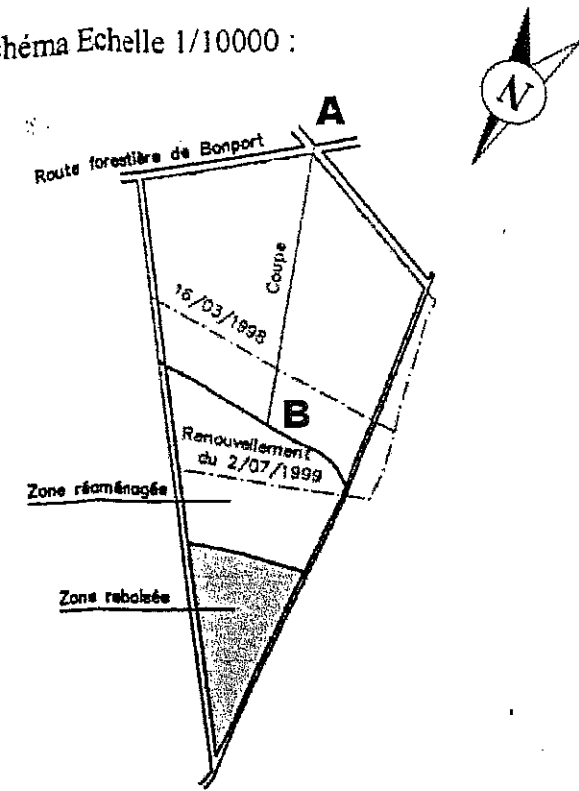 chéma Echelle 1/10000 :
N
A
Route forestière de Bonport
Coupe
16/03/1998
B
Renouvellement
du 2/07/1999
Zone réaménagée
Zone reboisée